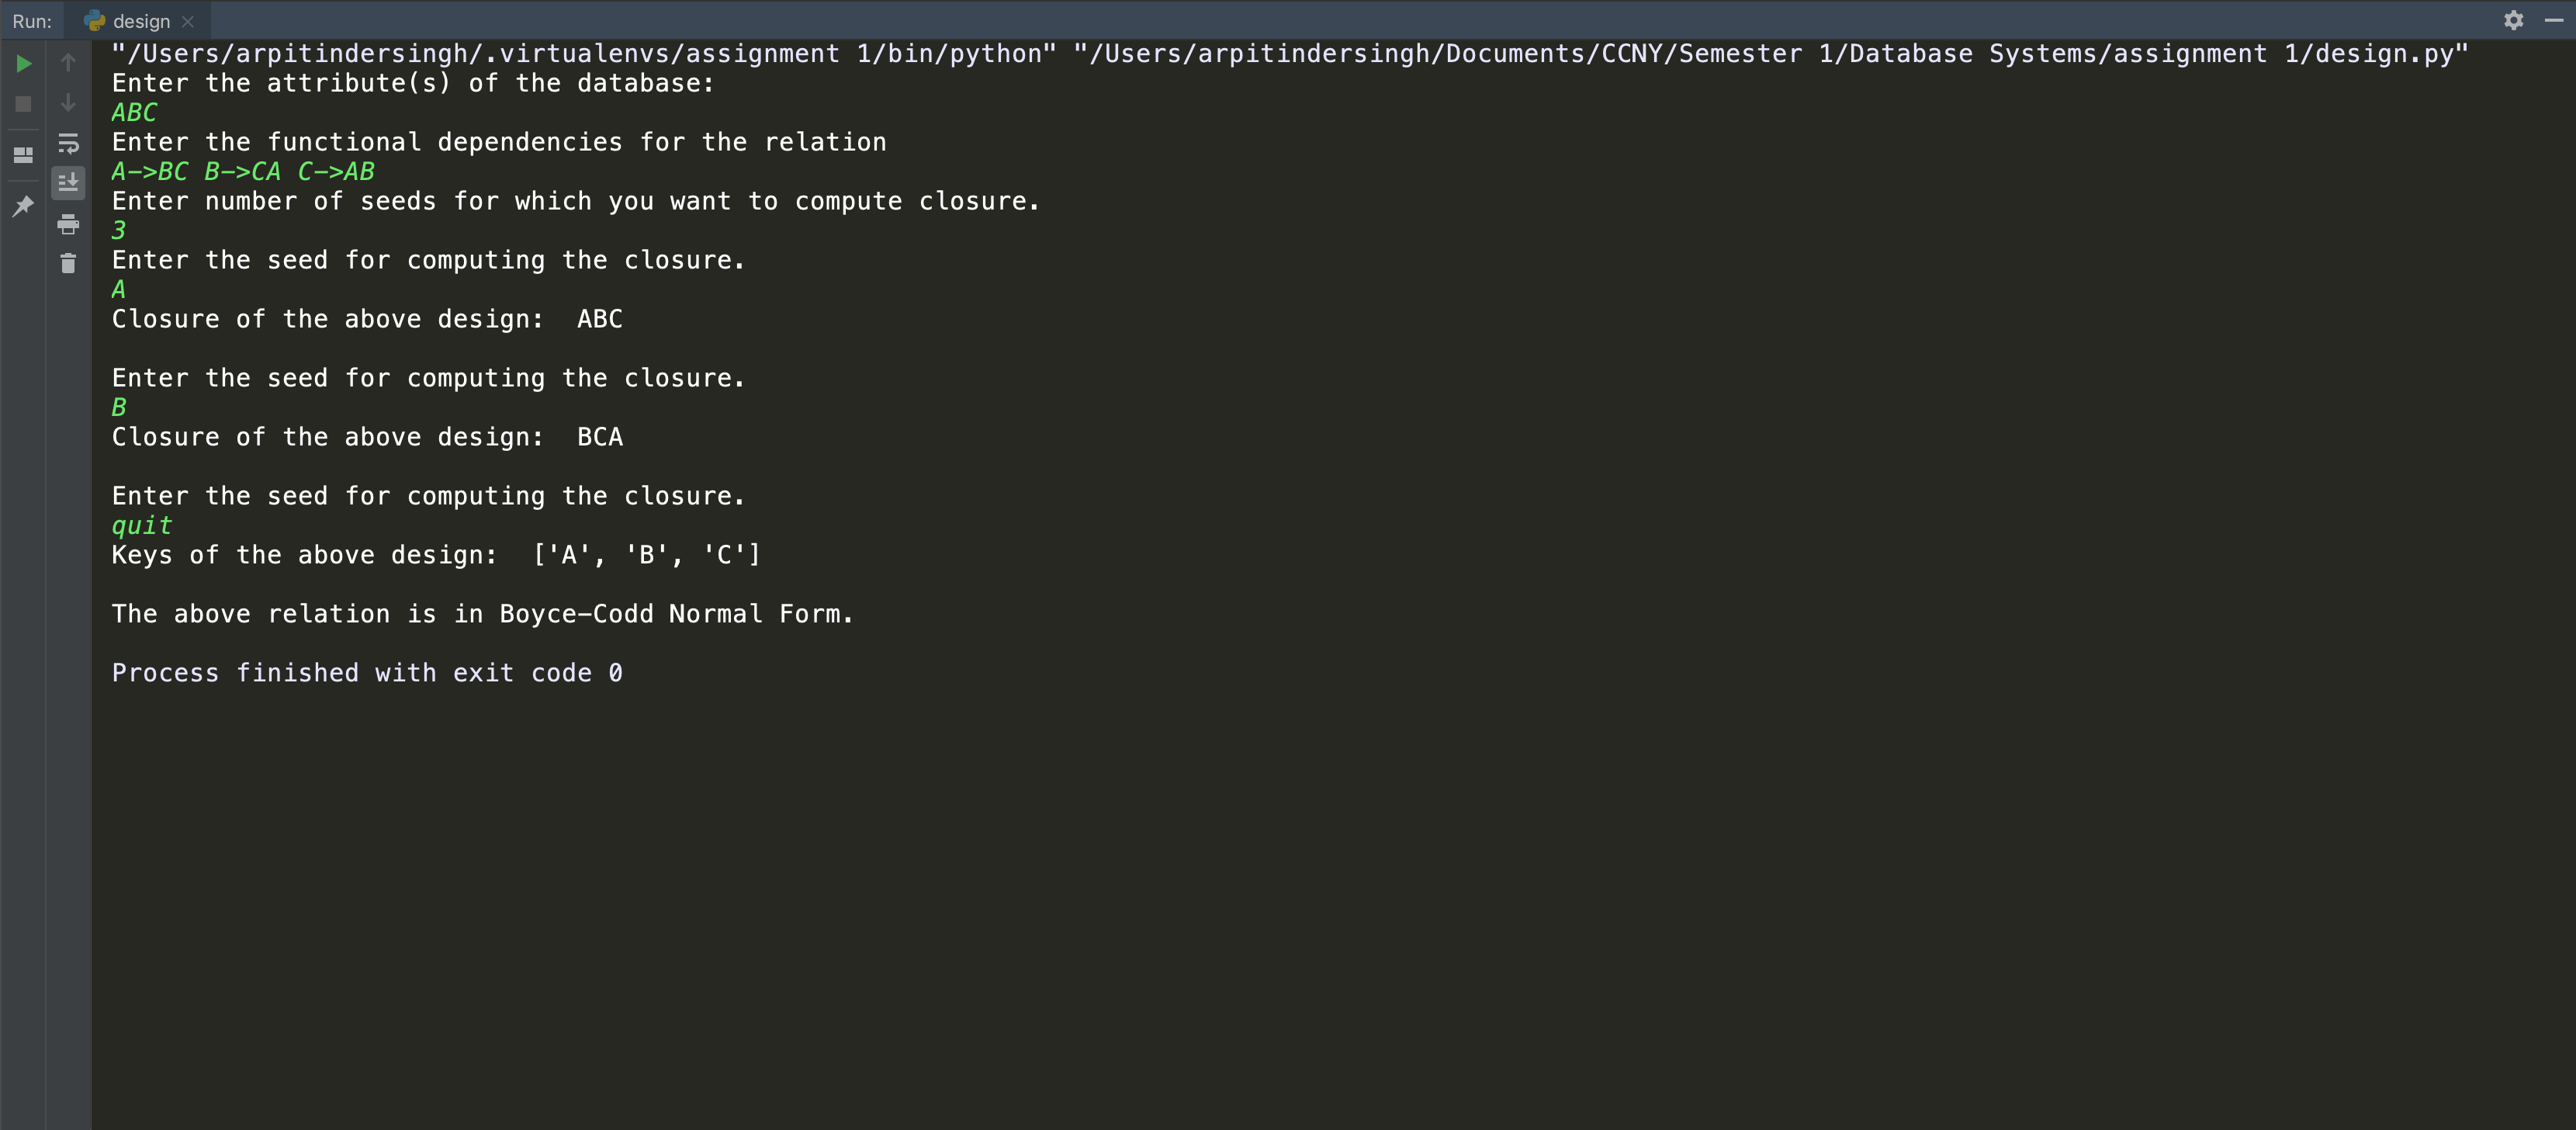 Run: design
"/Users/arpitindersingh/.virtualenvs/assignment 1/bin/python" "/Users/arpitindersingh/Documents/CCNY/Semester 1/Database Systems/assignment 1/design.py"
Enter the attribute(s) of the database:
ABC
Enter the functional dependencies for the relation
A->BC B->CA C->AB
Enter number of seeds for which you want to compute closure.
3
Enter the seed for computing the closure.
A
Closure of the above design:  ABC
Enter the seed for computing the closure.
B
Closure of the above design:  BCA
Enter the seed for computing the closure.
quit
Keys of the above design:  ['A', 'B', 'C']
The above relation is in Boyce-Codd Normal Form.
Process finished with exit code 0